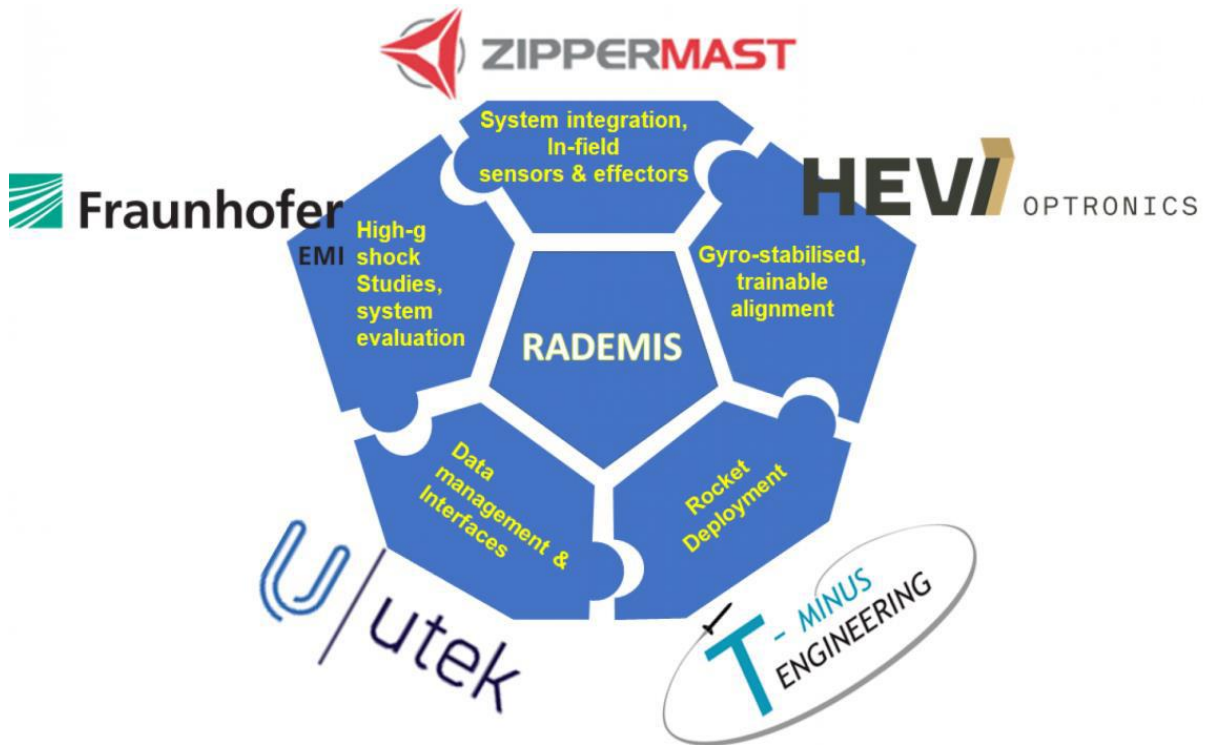 ZIPPERMAST
System integration,
In-field
sensors & effectors
Fraunhofer
EMI
High-g
shock
Studies,
system
evaluation
HEVI OPTRONICS
Gyro-stabilised,
trainable
alignment
RADEMIS
Data
management &
Interfaces
Rocket
Deployment
utek
T - MINUS
ENGINEERING